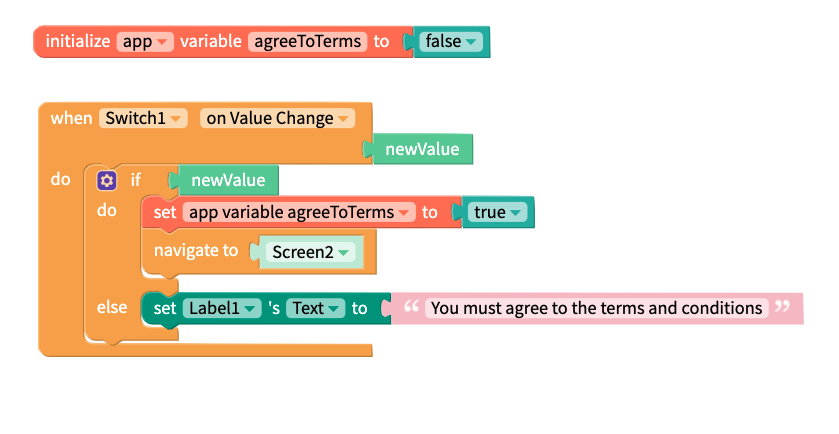 initialize app variable agreeToTerms to false
when Switch1 on Value Change
newValue
do if newValue
do set app variable agreeToTerms to true
navigate to Screen2
else set Label1 's Text to “ You must agree to the terms and conditions ”